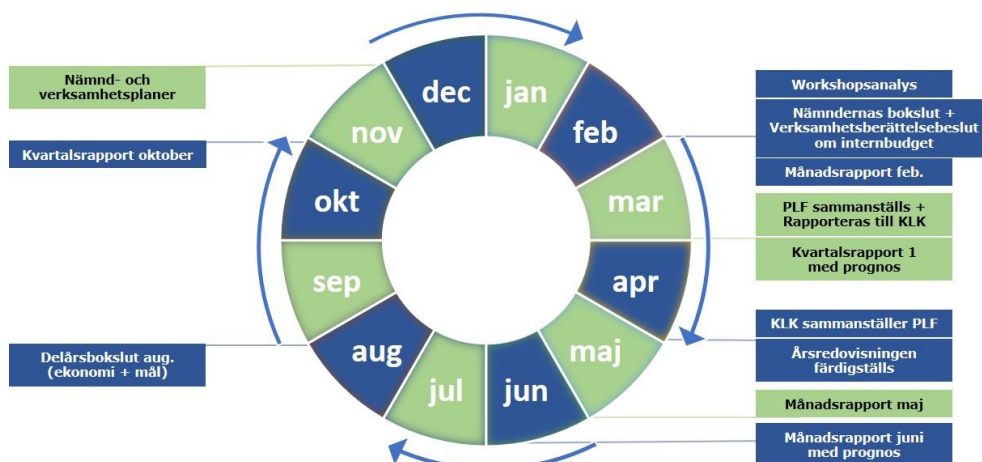 dec
jan
feb
mar
apr
maj
jun
jul
aug
sep
okt
nov
Nämnd- och
verksamhetsplaner
Kvartalsrapport oktober
Delårsbokslut aug.
(ekonomi + mål)
Workshopsanalys
Nämndernas bokslut +
Verksamhetsberättelsebeslut
om internbudget
Månadsrapport feb.
PLF sammanställs +
Rapporteras till KLK
Kvartalsrapport 1
med prognos
KLK sammanställer PLF
Årsredovisningen
färdigställs
Månadsrapport maj
Månadsrapport juni
med prognos